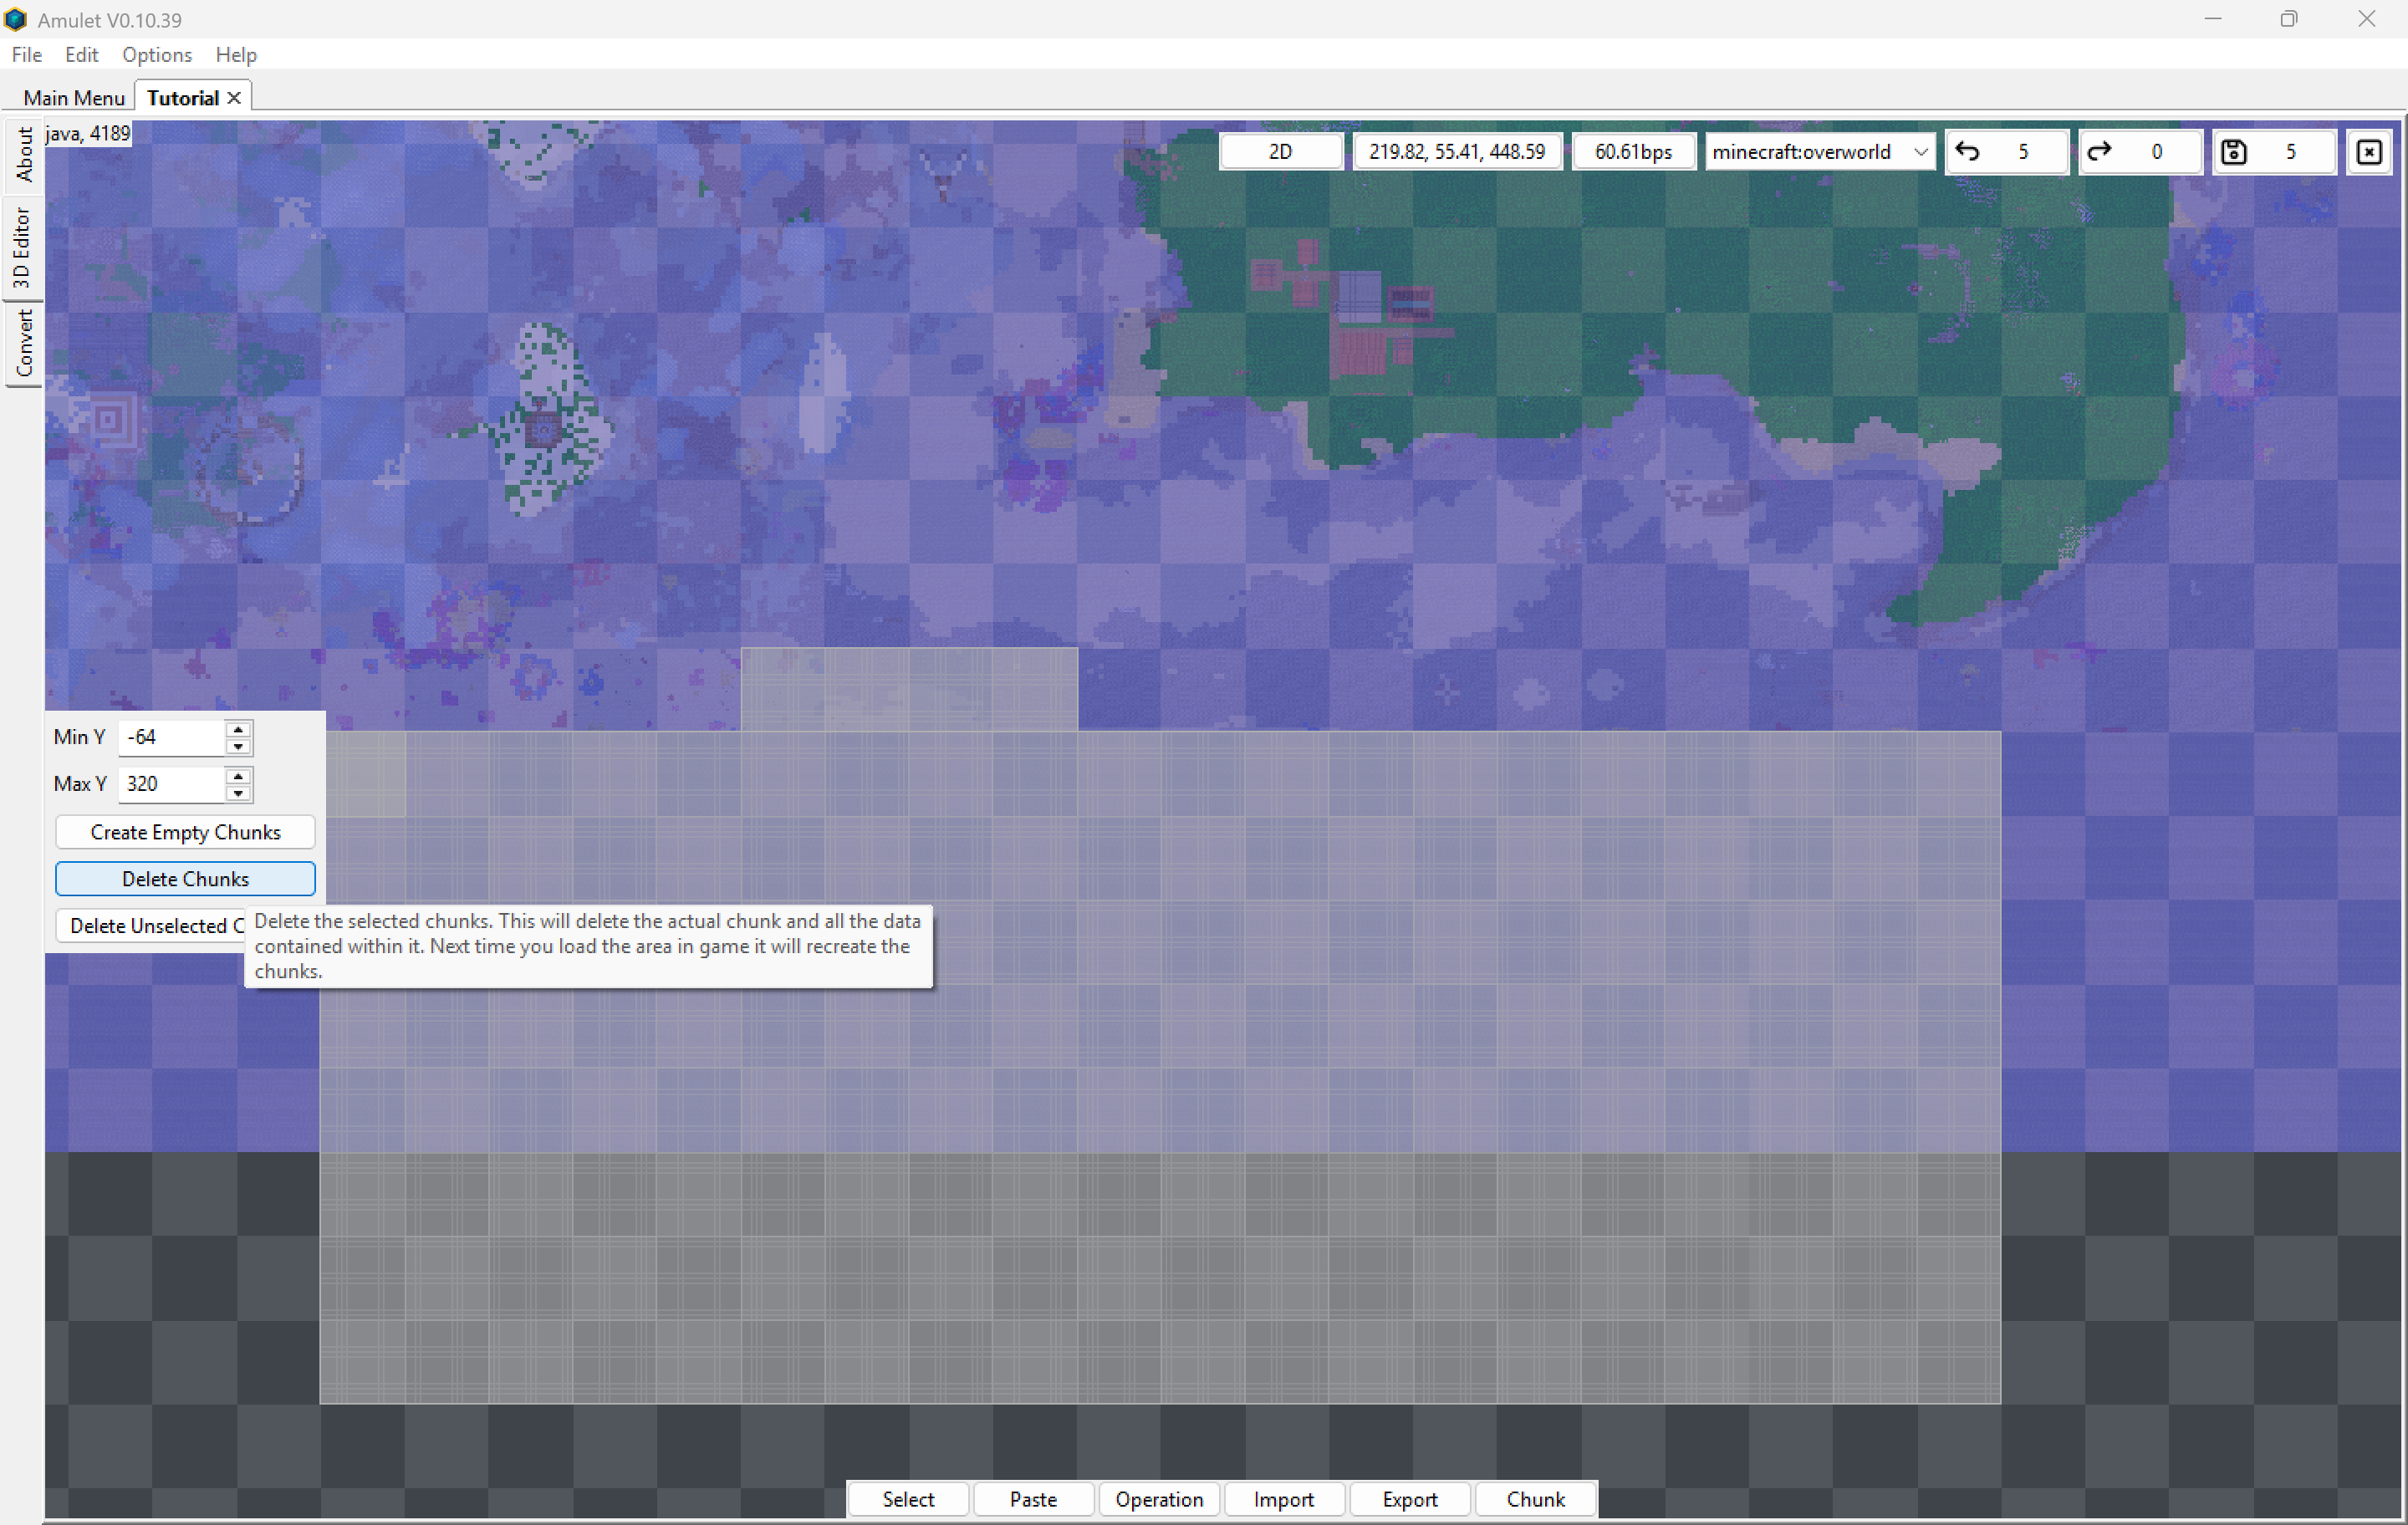 Amulet V0.10.39
File Edit Options Help
Main Menu Tutorial
About
3D Editor
Convert
java, 4189
2D 219.82, 55.41, 448.59 60.61bps minecraft:overworld 5 0 5
Min Y -64
Max Y 320
Create Empty Chunks
Delete Chunks
Delete Unselected C
Delete the selected chunks. This will delete the actual chunk and all the data
contained within it. Next time you load the area in game it will recreate the
chunks.
Select Paste Operation Import Export Chunk